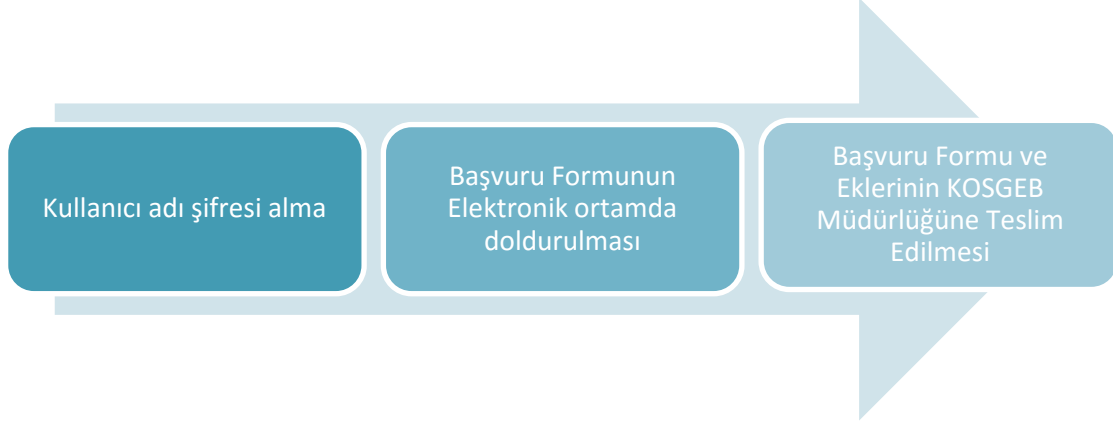 Kullanıcı adı şifresi alma
Başvuru Formunun
Elektronik ortamda
doldurulması
Başvuru Formu ve
Eklerinin KOSGEB
Müdürlüğüne Teslim
Edilmesi